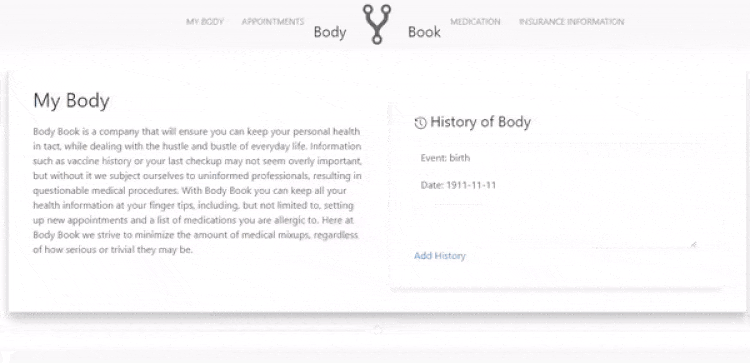 MY BODY APPOINTMENTS Body Book MEDICATION INSURANCE INFORMATION
My Body
Body Book is a company that will ensure you can keep your personal health
in tact, while dealing with the hustle and bustle of everyday life. Information
such as vaccine history or your last checkup may not seem overly important,
but without it we subject ourselves to uninformed professionals, resulting in
questionable medical procedures. With Body Book you can keep all your
health information at your finger tips, including, but not limited to, setting
up new appointments and a list of medications you are allergic to. Here at
Body Book we strive to minimize the amount of medical mixups, regardless
of how serious or trivial they may be.
History of Body
Event: birth
Date: 1911-11-11
Add History